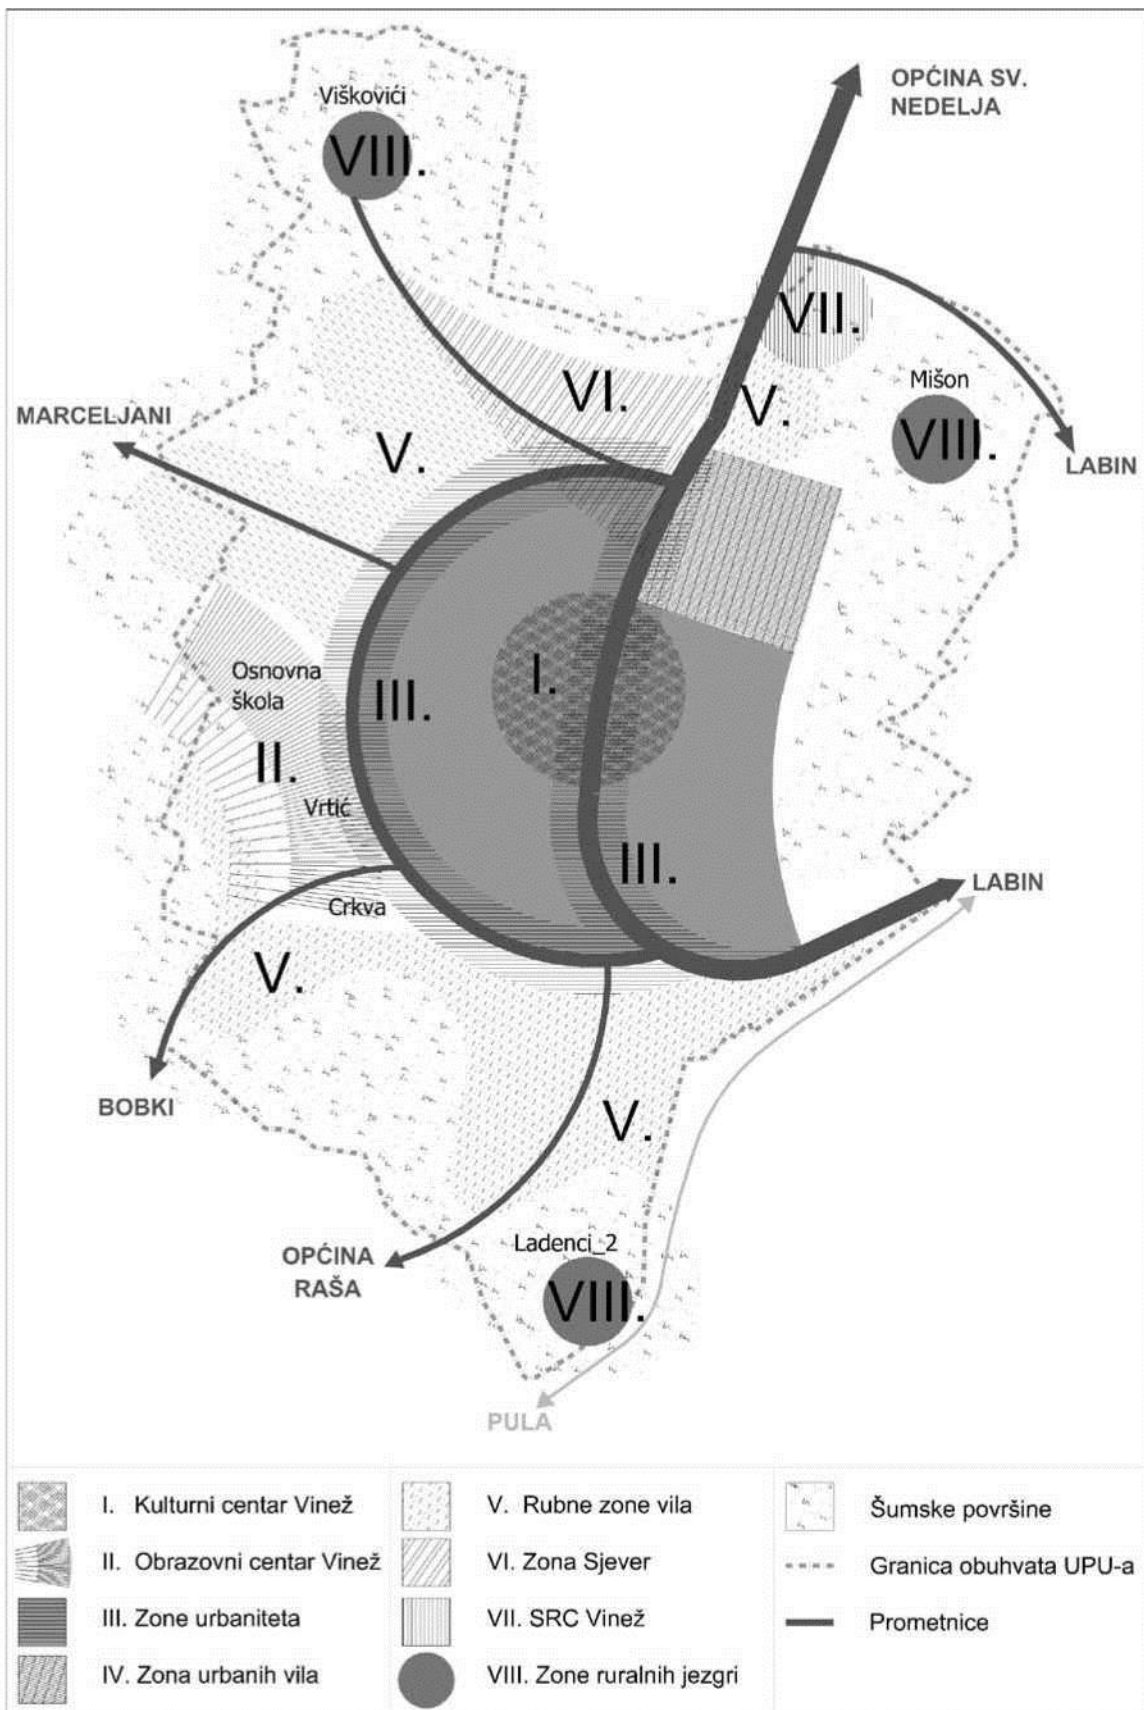 OPĆINA SV.
NEDELJA
Viškovići
VIII.
VII.
VI.
V.
Mišon
VIII.
MARCELJANI
V.
LABIN
Osnovna
škola
I.
III.
II.
Vrtić
III.
LABIN
Crkva
V.
BOBKI
V.
OPĆINA
RAŠA
Ladenci_2
VIII.
PULA
I. Kulturni centar Vinež
II. Obrazovni centar Vinež
III. Zone urbaniteta
IV. Zona urbanih vila
V. Rubne zone vila
VI. Zona Sjever
VII. SRC Vinež
VIII. Zone ruralnih jezgri
Šumske površine
Granica obuhvata UPU-a
Prometnice